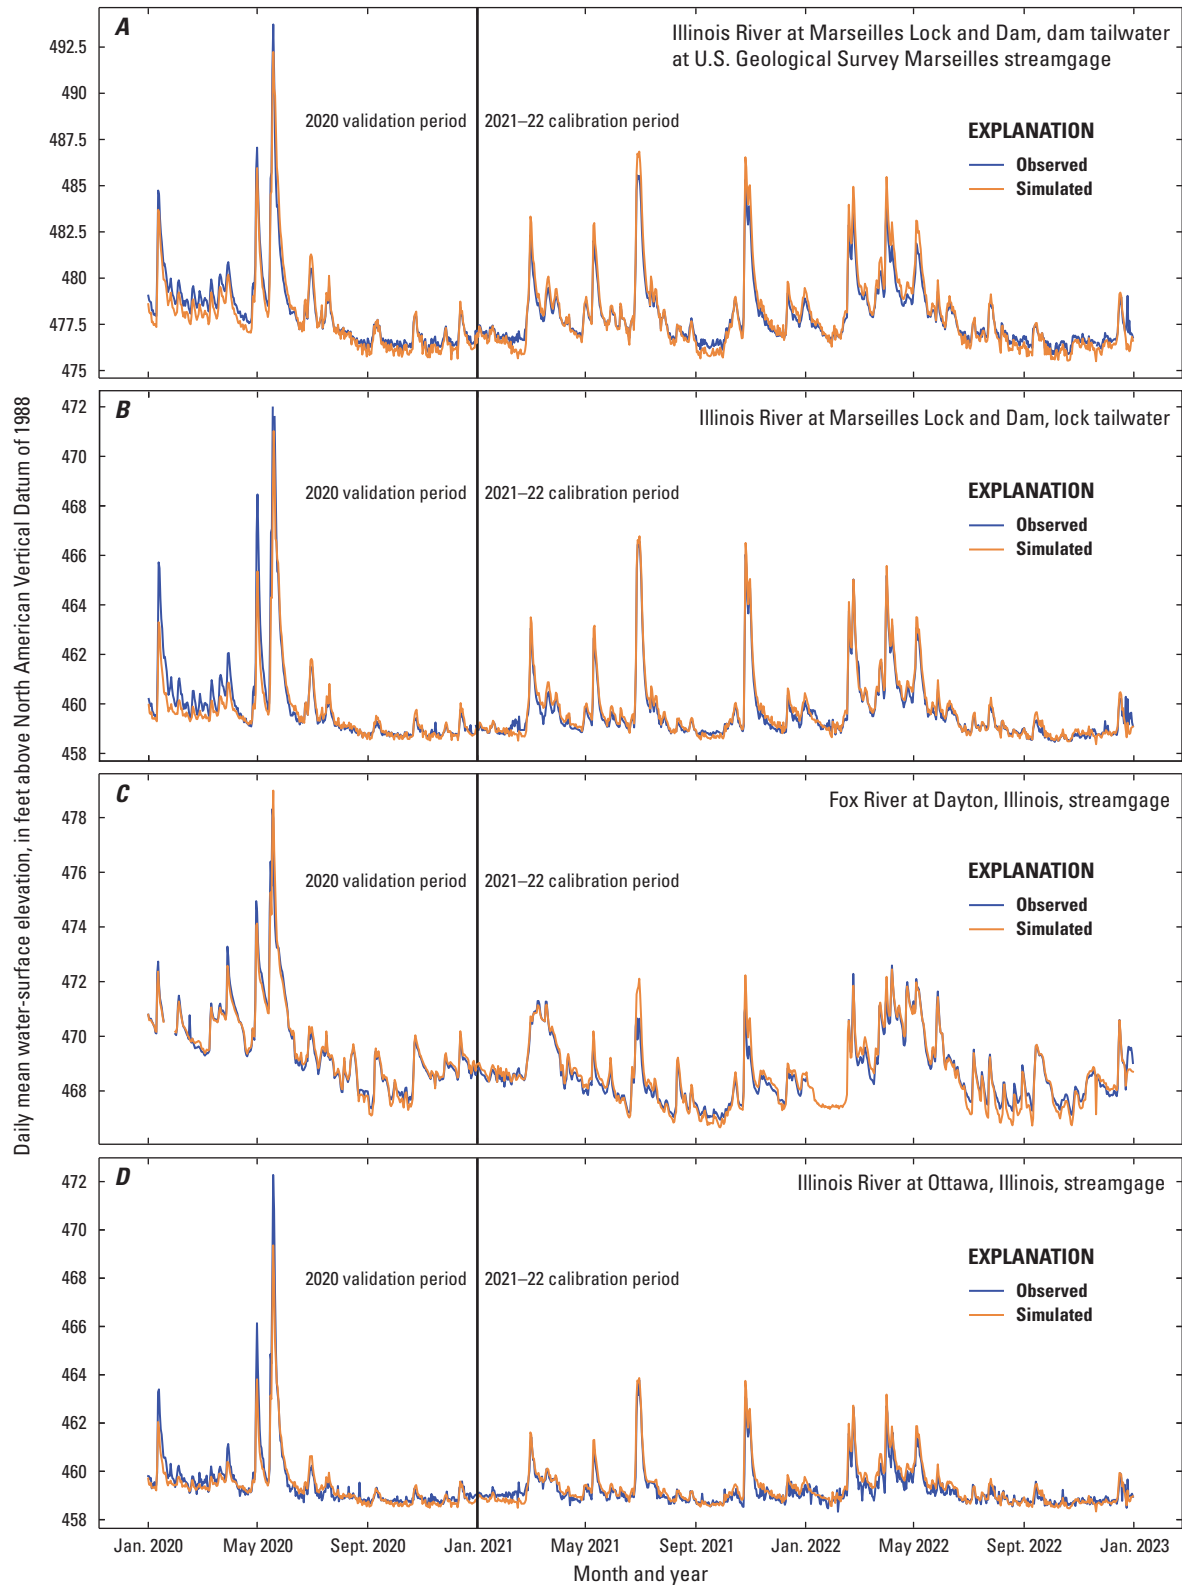 Daily mean water-surface elevation, in feet above North American Vertical Datum of 1988
A
Illinois River at Marseilles Lock and Dam, dam tailwater
at U.S. Geological Survey Marseilles streamgage
2020 validation period
2021–22 calibration period
EXPLANATION
Observed
Simulated
492.5
490
487.5
485
482.5
480
477.5
475
B
Illinois River at Marseilles Lock and Dam, lock tailwater
2020 validation period
2021–22 calibration period
EXPLANATION
Observed
Simulated
472
470
468
466
464
462
460
458
C
Fox River at Dayton, Illinois, streamgage
2020 validation period
2021–22 calibration period
EXPLANATION
Observed
Simulated
478
476
474
472
470
468
D
Illinois River at Ottawa, Illinois, streamgage
2020 validation period
2021–22 calibration period
EXPLANATION
Observed
Simulated
472
470
468
466
464
462
460
458
Jan. 2020
May 2020
Sept. 2020
Jan. 2021
May 2021
Sept. 2021
Jan. 2022
May 2022
Sept. 2022
Jan. 2023
Month and year